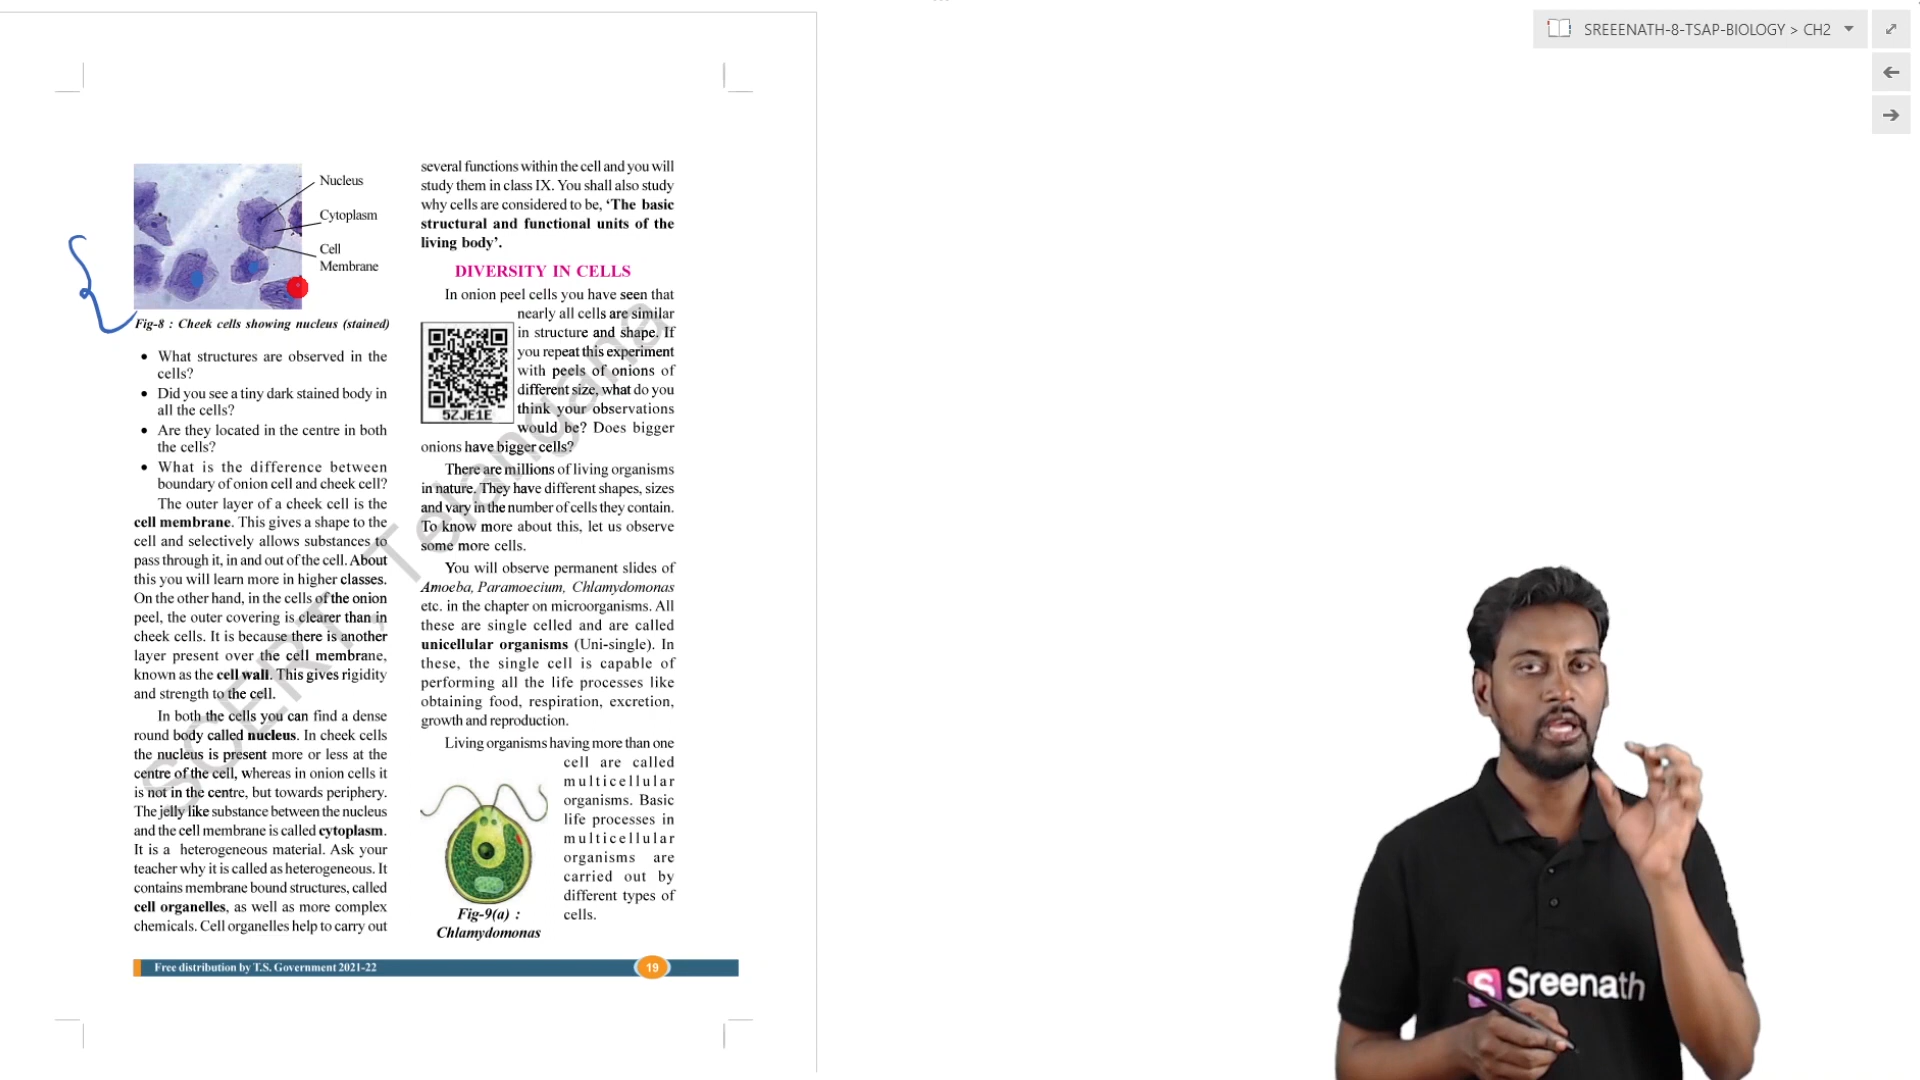 SREEENATH-8-TSAP-BIOLOGY > CH2
Nucleus
Cytoplasm
Cell
Membrane
Fig-8 : Cheek cells showing nucleus (stained)
• What structures are observed in the
cells?
• Did you see a tiny dark stained body in
all the cells?
• Are they located in the centre in both
the cells?
• What is the difference between
boundary of onion cell and cheek cell?
The outer layer of a cheek cell is the
cell membrane. This gives a shape to the
cell and selectively allows substances to
pass through it, in and out of the cell. About
this you will learn more in higher classes.
On the other hand, in the cells of the onion
peel, the outer covering is clearer than in
cheek cells. It is because there is another
layer present over the cell membrane,
known as the cell wall. This gives rigidity
and strength to the cell.
In both the cells you can find a dense
round body called nucleus. In cheek cells
the nucleus is present more or less at the
centre of the cell, whereas in onion cells it
is not in the centre, but towards periphery.
The jelly like substance between the nucleus
and the cell membrane is called cytoplasm.
It is a heterogeneous material. Ask your
teacher why it is called as heterogeneous. It
contains membrane bound structures, called
cell organelles, as well as more complex
chemicals. Cell organelles help to carry out
several functions within the cell and you will
study them in class IX. You shall also study
why cells are considered to be, ‘The basic
structural and functional units of the
living body’.
DIVERSITY IN CELLS
In onion peel cells you have seen that
nearly all cells are similar
in structure and shape. If
you repeat this experiment
with peels of onions of
different size, what do you
think your observations
would be? Does bigger
onions have bigger cells?
5ZJE1E
There are millions of living organisms
in nature. They have different shapes, sizes
and vary in the number of cells they contain.
To know more about this, let us observe
some more cells.
You will observe permanent slides of
Amoeba, Paramoecium, Chlamydomonas
etc. in the chapter on microorganisms. All
these are single celled and are called
unicellular organisms (Uni-single). In
these, the single cell is capable of
performing all the life processes like
obtaining food, respiration, excretion,
growth and reproduction.
Living organisms having more than one
cell are called
multicellular
organisms. Basic
life processes in
multicellular
organisms are
carried out by
different types of
cells.
Fig-9(a) :
Chlamydomonas
Free distribution by T.S. Government 2021-22
19
SCERT, Telangana
S Sreenath